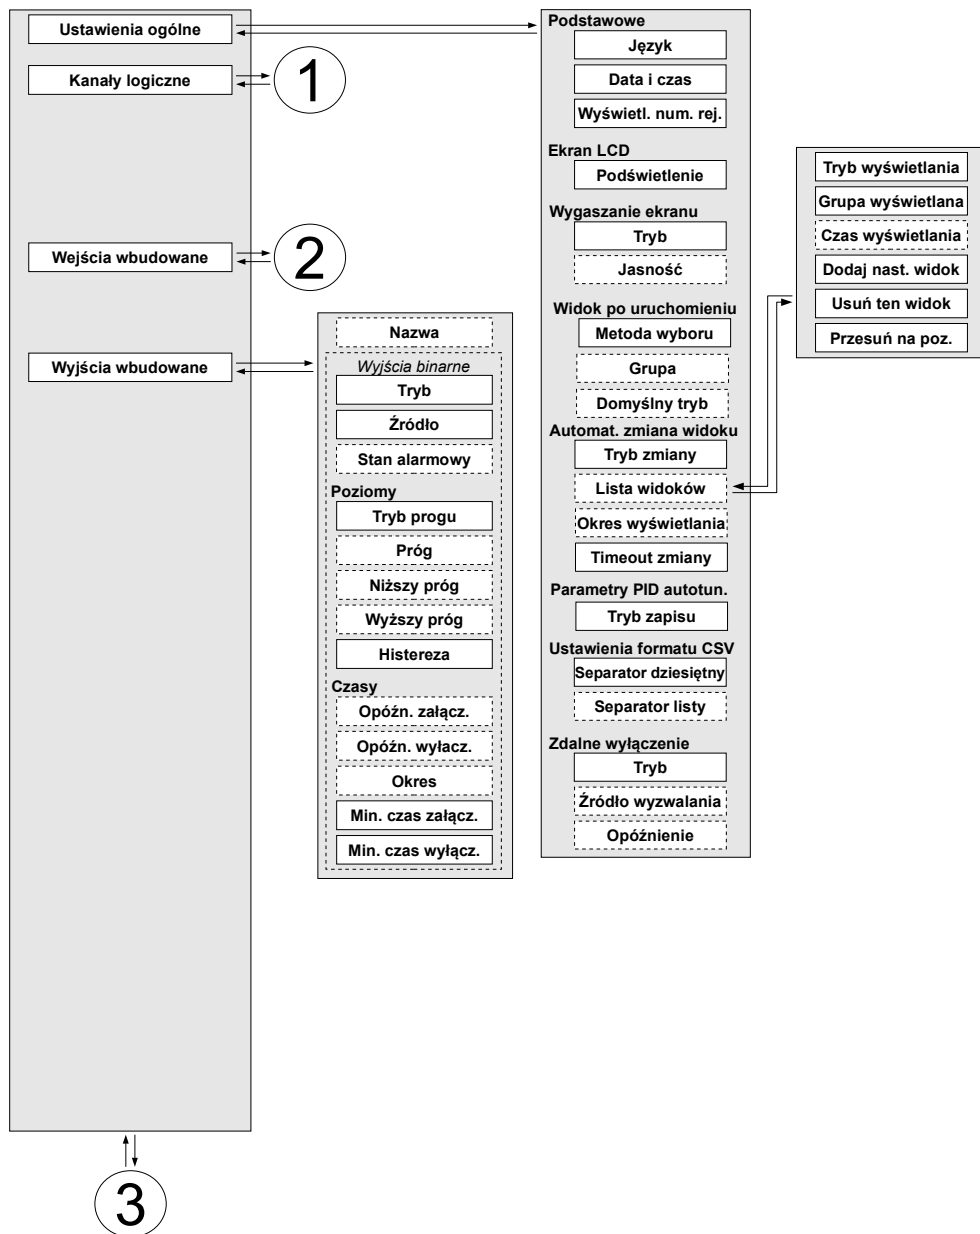 Ustawienia ogólne
Kanały logiczne
1
Wejścia wbudowane
2
Wyjścia wbudowane
3
Nazwa
Wyjścia binarne
Tryb
Źródło
Stan alarmowy
Poziomy
Tryb progu
Próg
Niższy próg
Wyższy próg
Histereza
Czasy
Opóźn. załącz.
Opóźn. wyłacz.
Okres
Min. czas załącz.
Min. czas wyłącz.
Podstawowe
Język
Data i czas
Wyświetl. num. rej.
Ekran LCD
Podświetlenie
Wygaszanie ekranu
Tryb
Jasność
Widok po uruchomieniu
Metoda wyboru
Grupa
Domyślny tryb
Automat. zmiana widoku
Tryb zmiany
Lista widoków
Okres wyświetlania
Timeout zmiany
Parametry PID autotun.
Tryb zapisu
Ustawienia formatu CSV
Separator dziesiętny
Separator listy
Zdalne wyłączenie
Tryb
Źródło wyzwalania
Opóźnienie
Tryb wyświetlania
Grupa wyświetlana
Czas wyświetlania
Dodaj nast. widok
Usuń ten widok
Przesuń na poz.